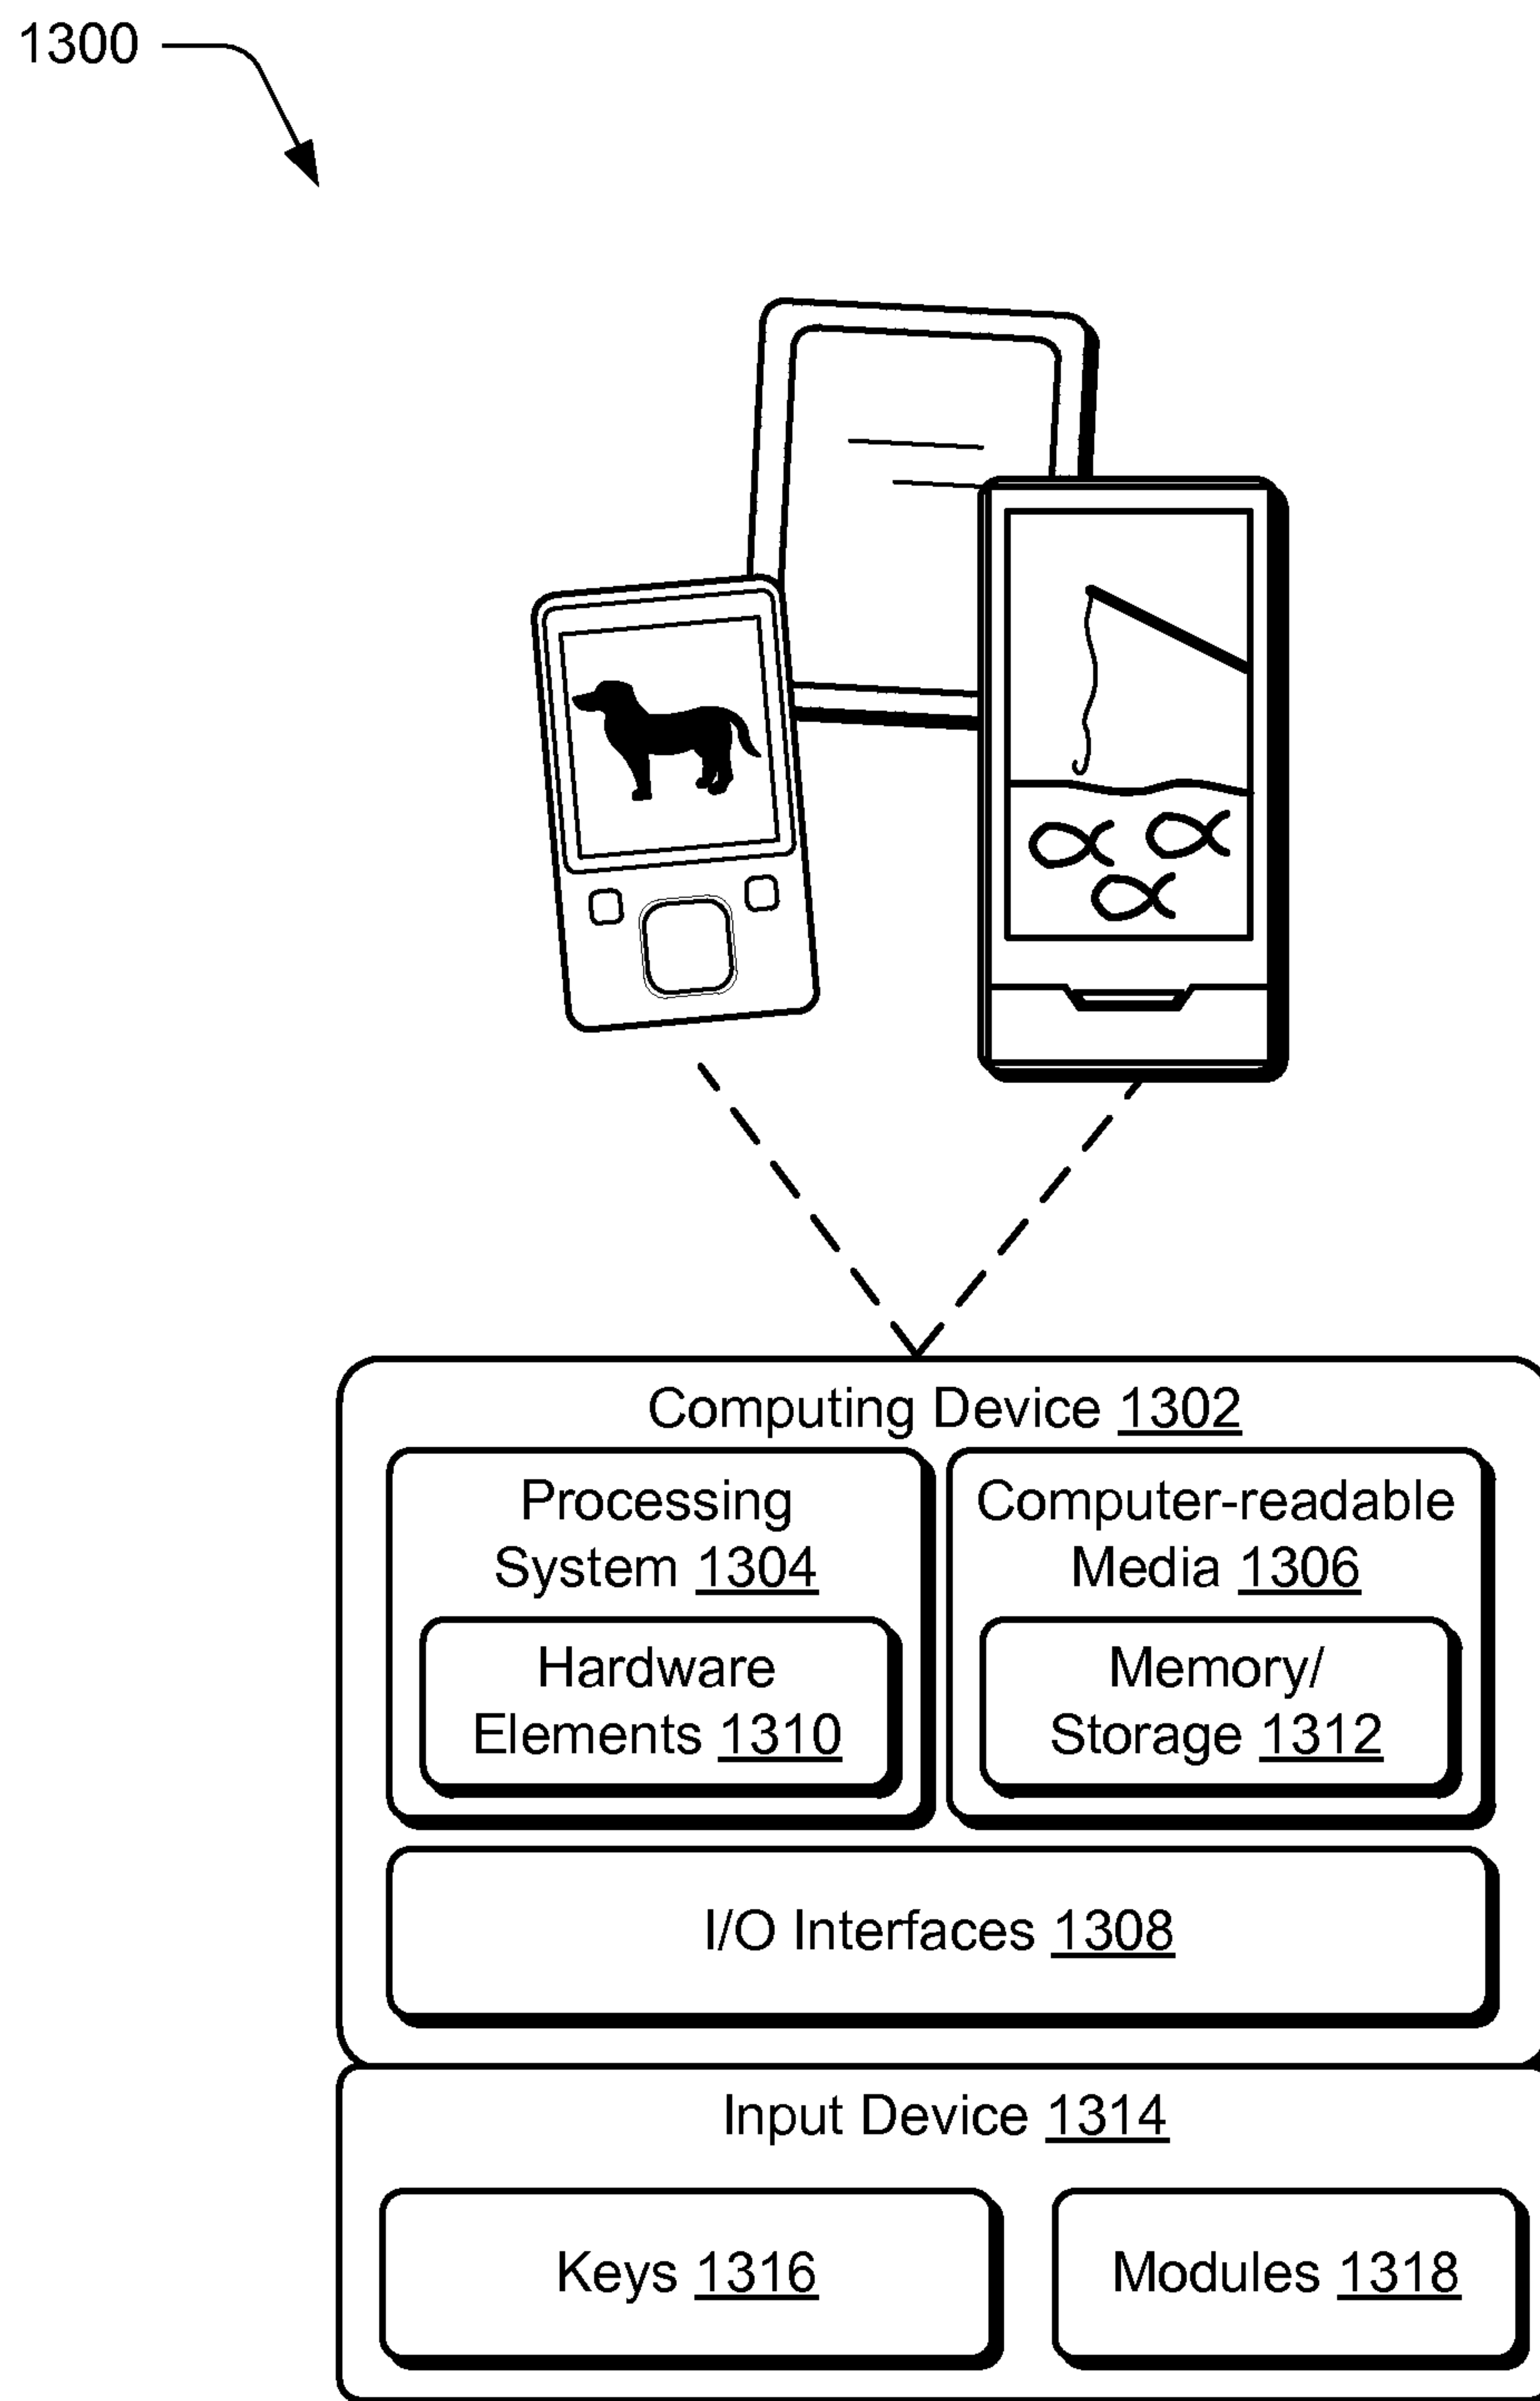 1300
Computing Device 1302
Processing
System 1304
Hardware
Elements 1310
Computer-readable
Media 1306
Memory/
Storage 1312
I/O Interfaces 1308
Input Device 1314
Keys 1316
Modules 1318